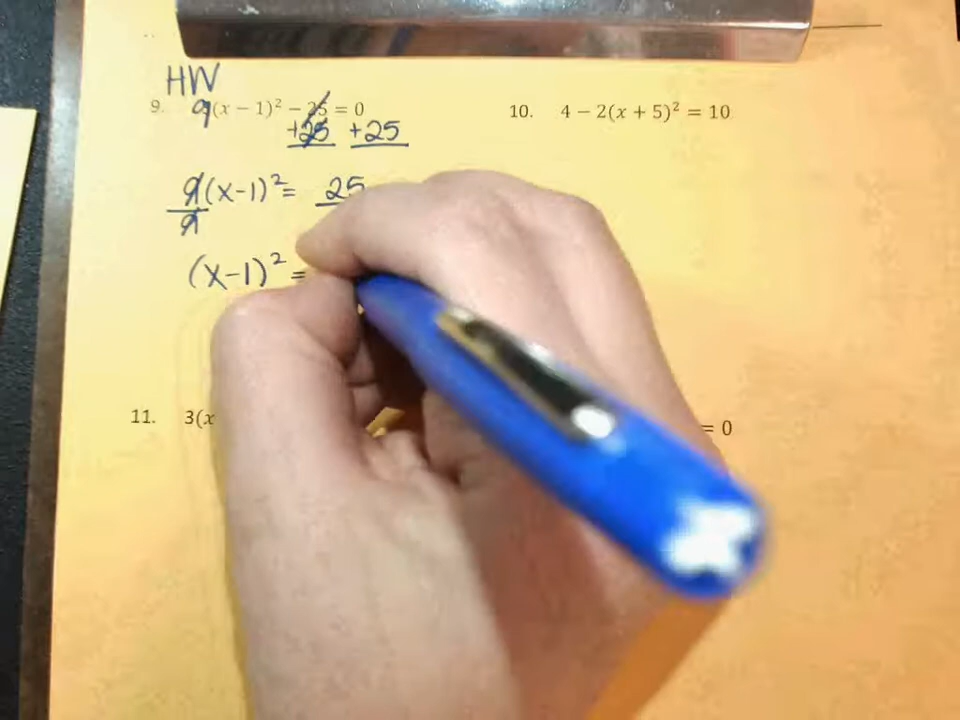 HW
9. 9(x − 1)² − 25 = 0
+25 +25
9(x-1)² = 25
9
(x-1)² =
10. 4 − 2(x + 5)² = 10
11. 3(x
= 0